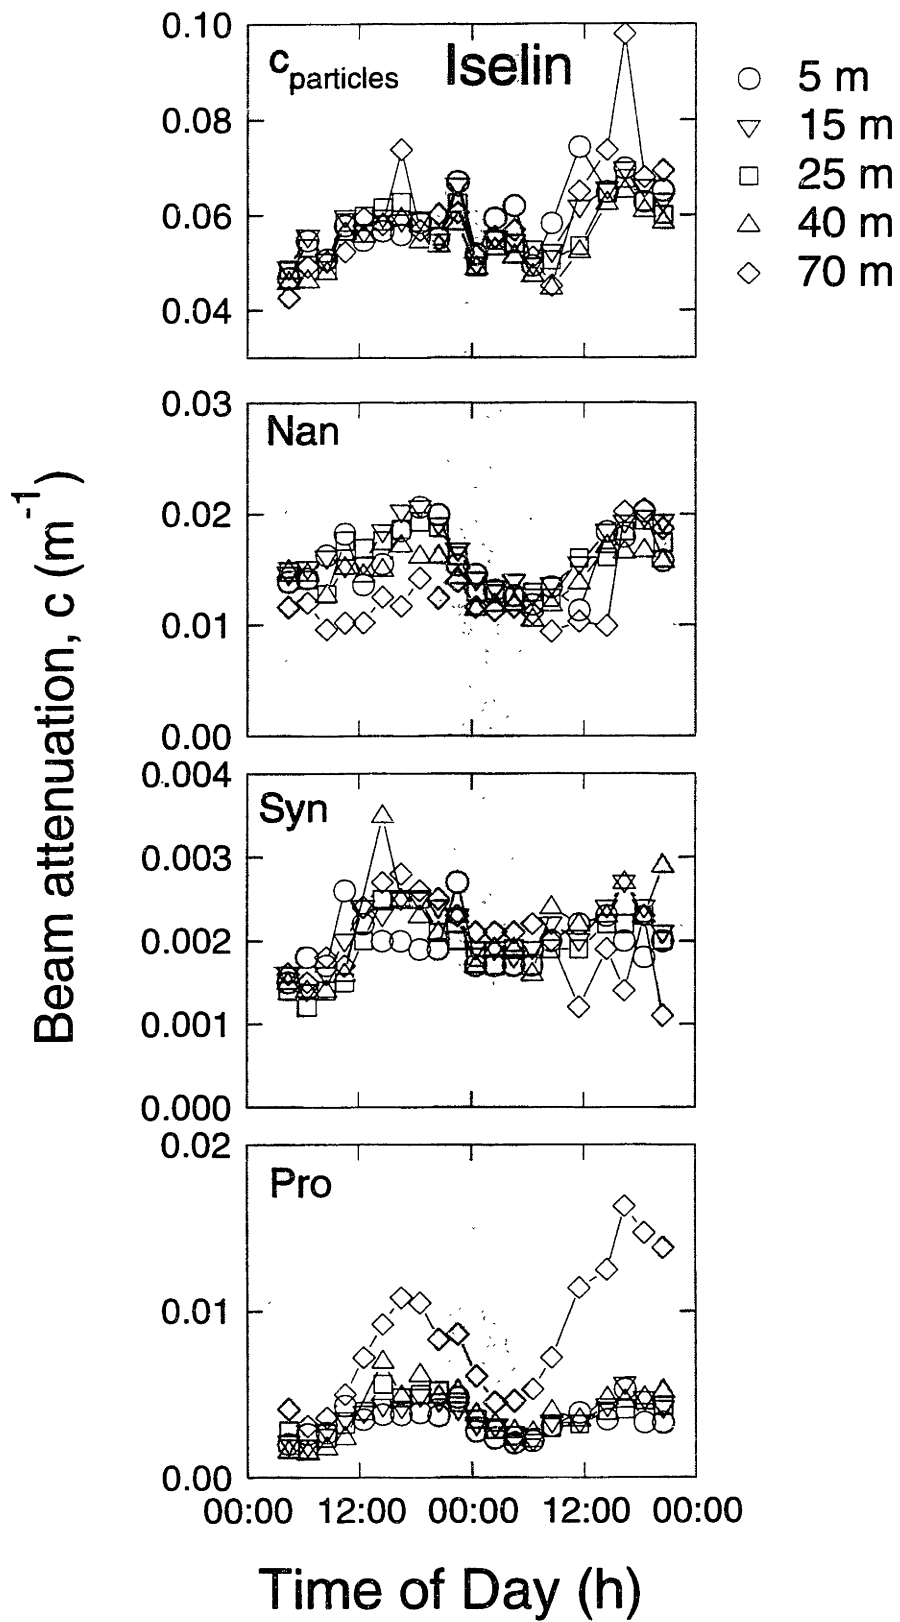 c_particles Iselin
5 m
15 m
25 m
40 m
70 m
0.10
0.08
0.06
0.04
Nan
0.03
0.02
0.01
0.00
Syn
0.004
0.003
0.002
0.001
0.000
Pro
0.02
0.01
0.00
00:00 12:00 00:00 12:00 00:00
Time of Day (h)
Beam attenuation, c (m⁻¹)